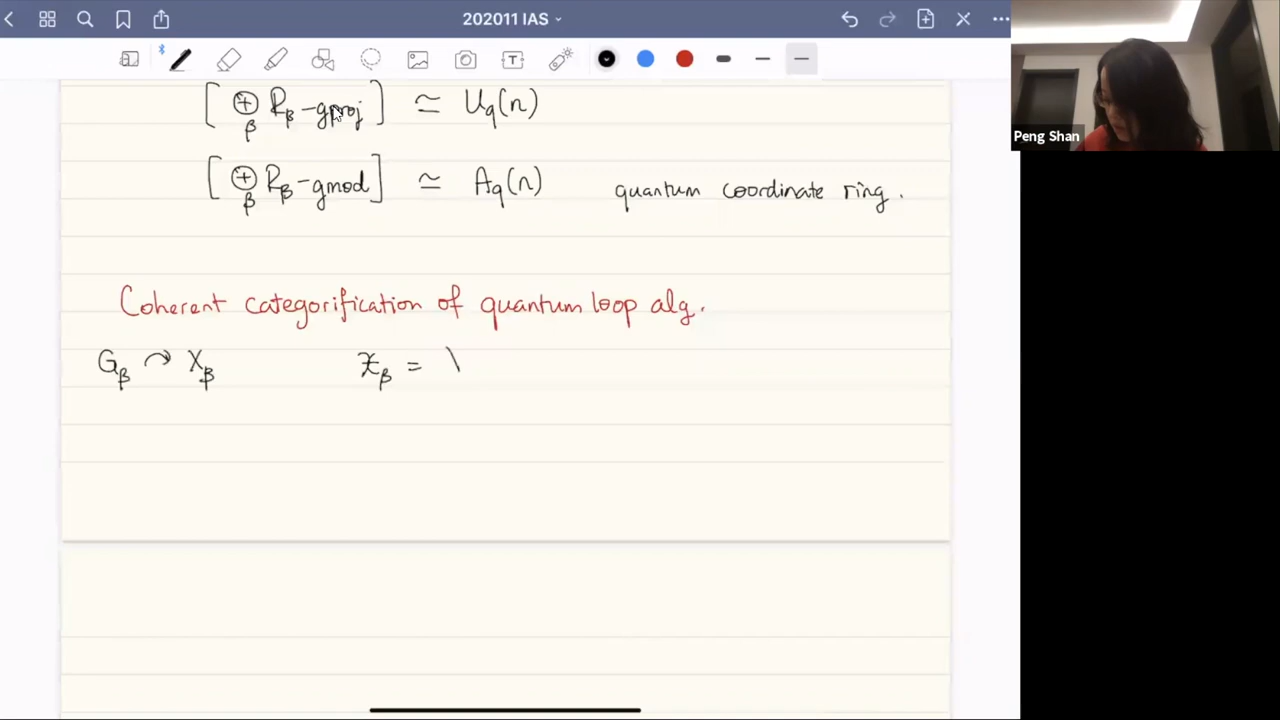 202011 IAS
Peng Shan
[ ⊕_β R_β-gproj ] ≃ U_q(n)
[ ⊕_β R_β-gmod ] ≃ A_q(n) quantum coordinate ring.
Coherent categorification of quantum loop alg.
G_β ↷ X_β 𝒳_β = \